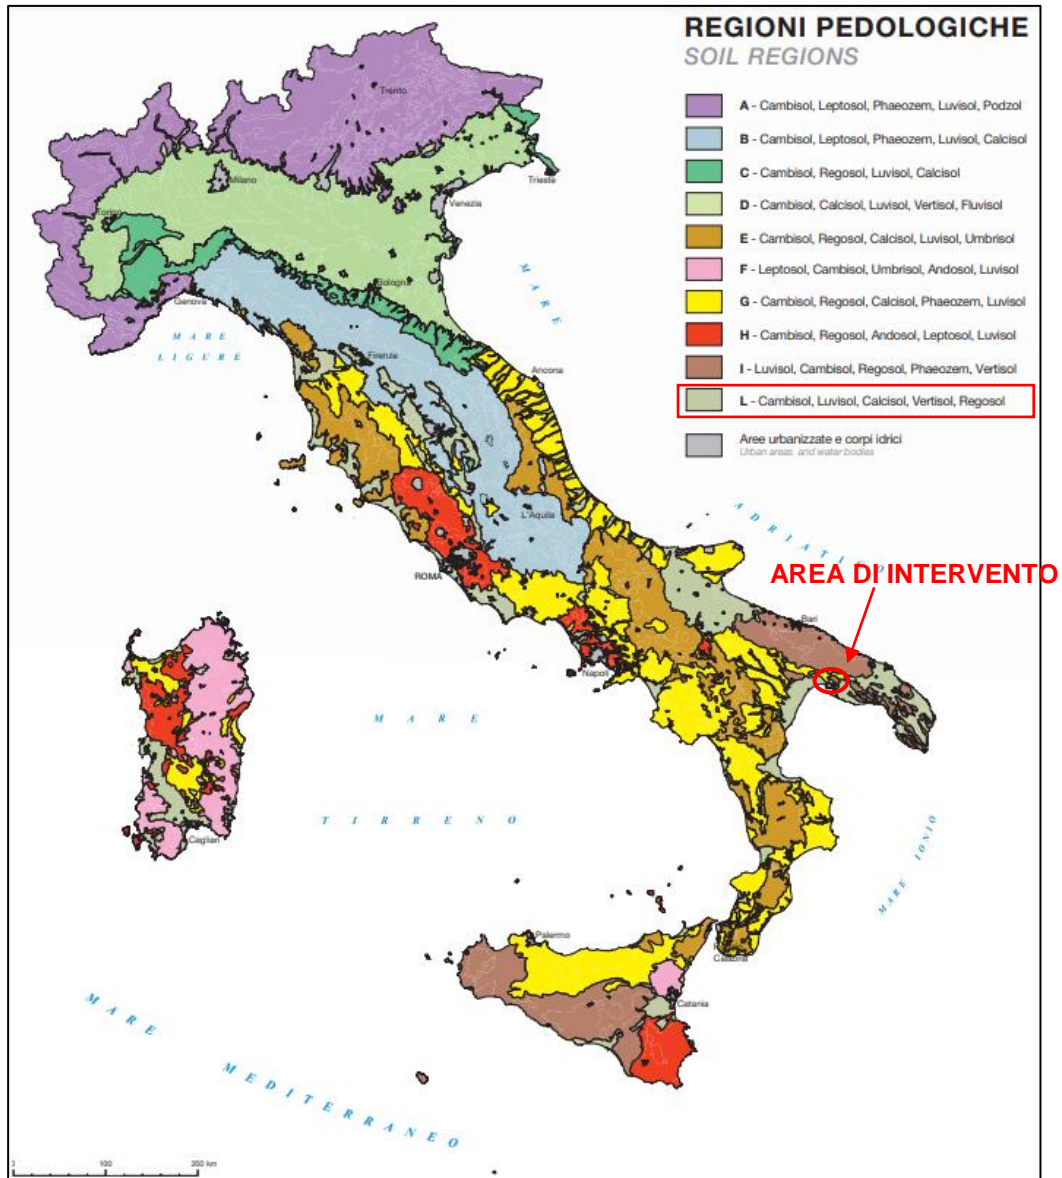 REGIONI PEDOLOGICHE
SOIL REGIONS
A - Cambisol, Leptosol, Phaeozem, Luvisol, Podzol
B - Cambisol, Leptosol, Phaeozem, Luvisol, Calcisol
C - Cambisol, Regosol, Luvisol, Calcisol
D - Cambisol, Calcisol, Luvisol, Vertisol, Fluvisol
E - Cambisol, Regosol, Calcisol, Luvisol, Umbrisol
F - Leptosol, Cambisol, Umbrisol, Andosol, Luvisol
G - Cambisol, Regosol, Calcisol, Phaeozem, Luvisol
H - Cambisol, Regosol, Andosol, Leptosol, Luvisol
I - Luvisol, Cambisol, Regosol, Phaeozem, Vertisol
L - Cambisol, Luvisol, Calcisol, Vertisol, Regosol
Aree urbanizzate e corpi idrici
Urban areas and water bodies
Trento
Milano
Trieste
Venezia
Torino
Bologna
Genova
MARE
MARE
LIGURE
Firenze
Ancona
L'Aquila
ADRIATICO
ROMA
AREA DI INTERVENTO
Bari
Napoli
MARE
TIRRENO
Cagliari
MARE IONIO
Palermo
Catania
MARE
MEDITERRANEO
100
200 km